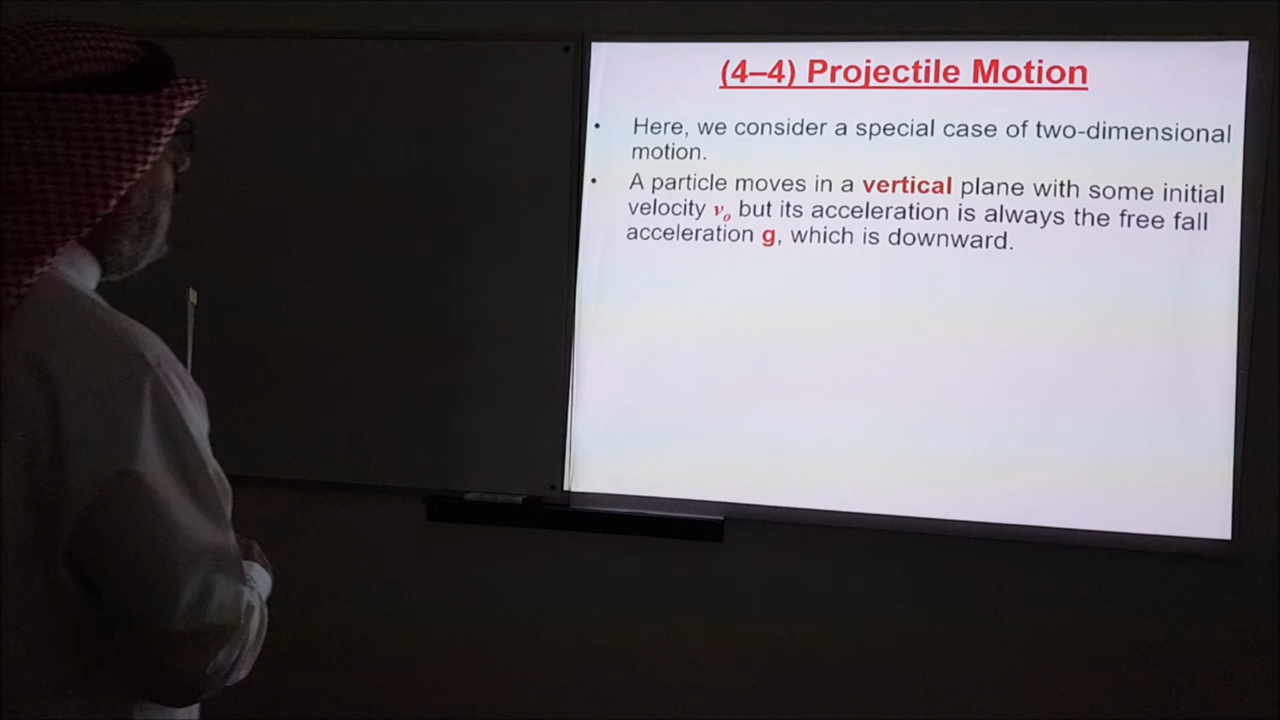 (4–4) Projectile Motion
• Here, we consider a special case of two-dimensional
motion.
• A particle moves in a vertical plane with some initial
velocity vo but its acceleration is always the free fall
acceleration g, which is downward.